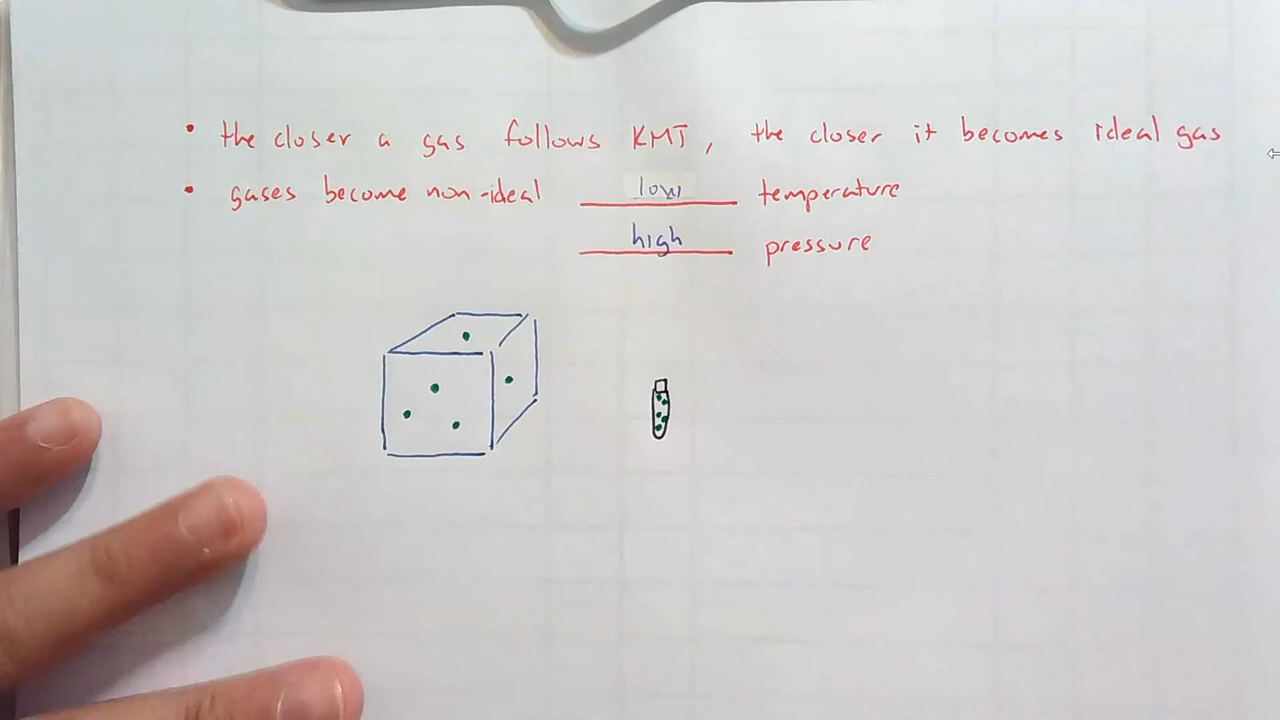 • the closer a gas follows KMT, the closer it becomes ideal gas
• gases become non-ideal low temperature
high pressure